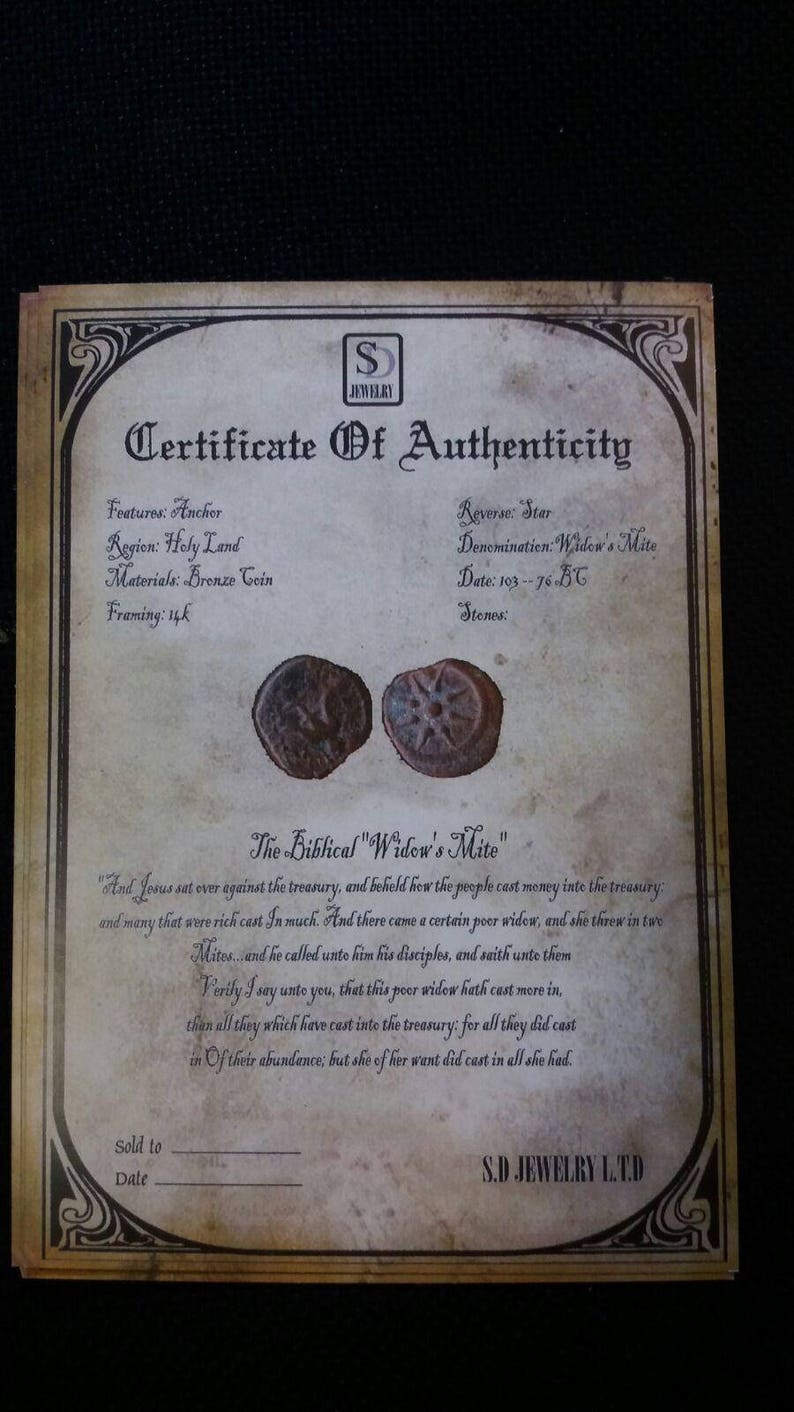 SD
JEWELRY
Certificate Of Authenticity
Features: Anchor
Region: Holy Land
Materials: Bronze Coin
Framing: 14k
Reverse: Star
Denomination: Widow's Mite
Date: 103 -- 76 BC
Stones:
The Biblical "Widow's Mite"
"And Jesus sat over against the treasury, and beheld how the people cast money into the treasury:
and many that were rich cast In much. And there came a certain poor widow, and she threw in two
Mites...and he called unto him his disciples, and saith unto them
Verily I say unto you, that this poor widow hath cast more in,
than all they which have cast into the treasury: for all they did cast
in Of their abundance; but she of her want did cast in all she had.
Sold to
Date
S.D JEWELRY L.T.D